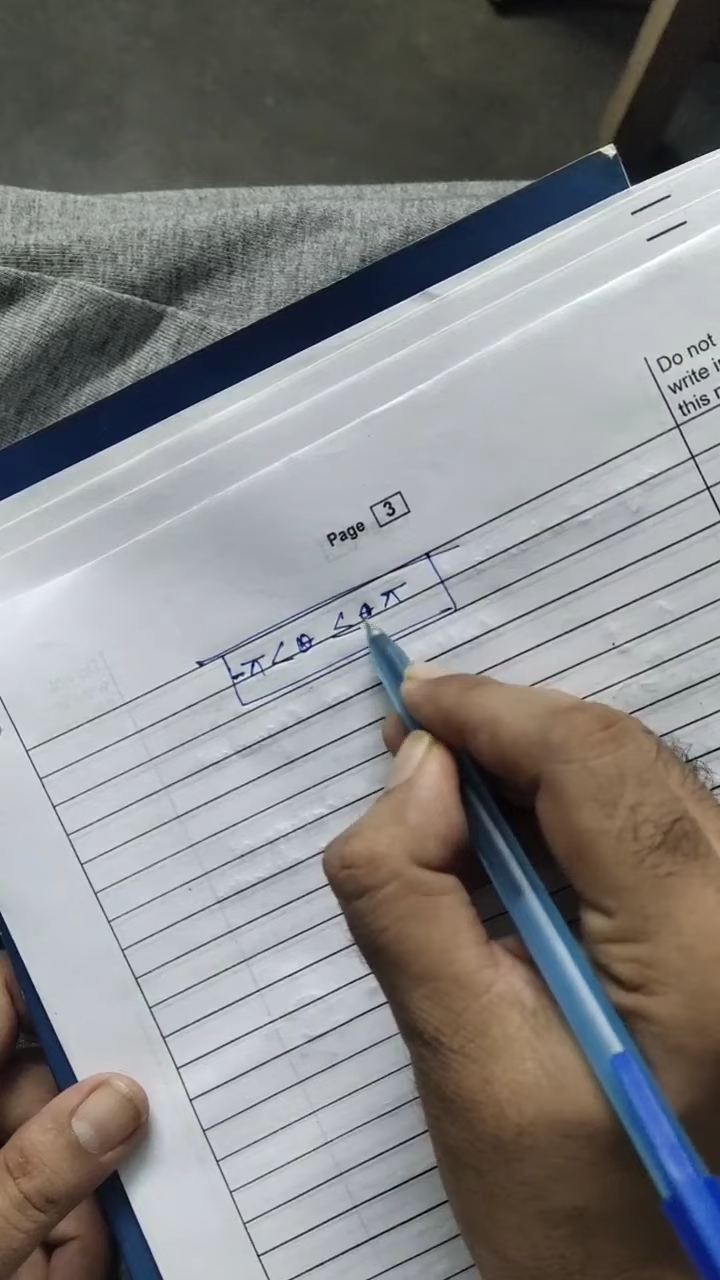 Do not
write i
this
Page 3
-π < θ ≤ θ π